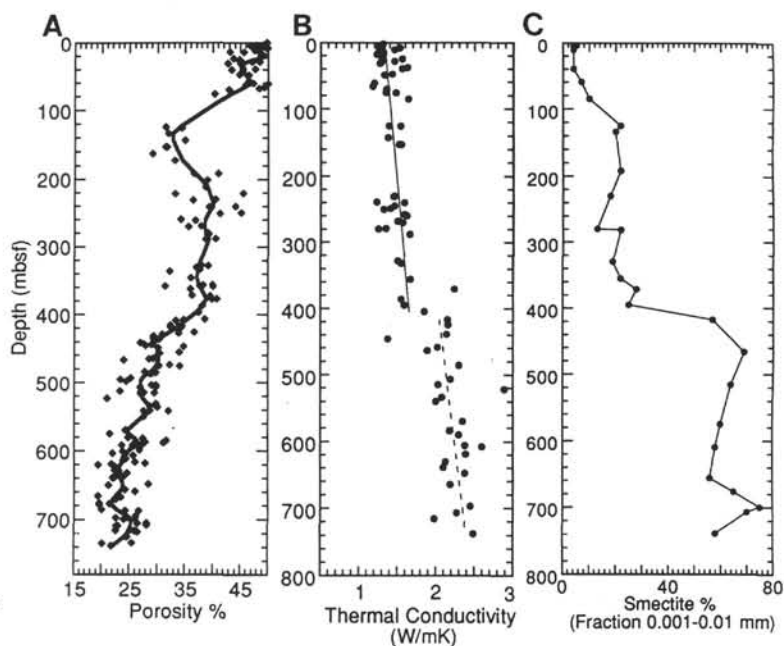 A
B
C
0
100
200
300
400
500
600
700
Depth (mbsf)
15 25 35 45
Porosity %
0
100
200
300
400
500
600
700
800
1 2 3
Thermal Conductivity
(W/mK)
0
100
200
300
400
500
600
700
800
0 40 80
Smectite %
(Fraction 0.001-0.01 mm)